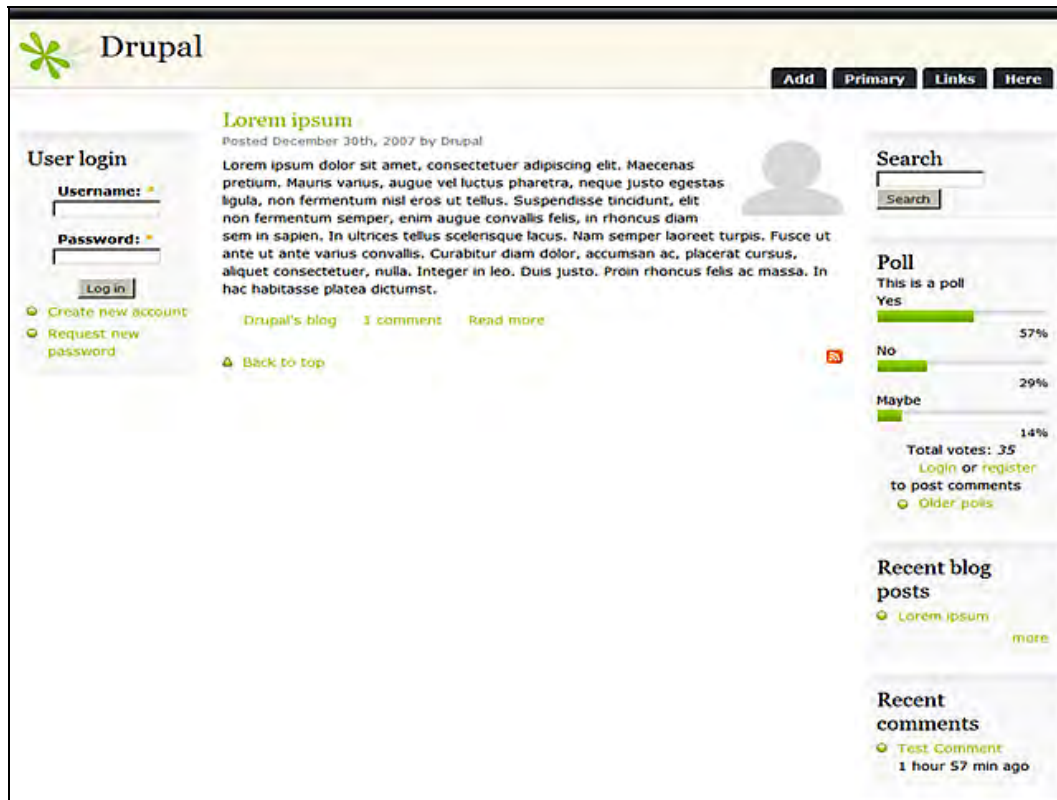 Drupal
Add Primary Links Here
User login
Username: *
Password: *
Log in
Create new account
Request new
password
Lorem ipsum
Posted December 30th, 2007 by Drupal
Lorem ipsum dolor sit amet, consectetuer adipiscing elit. Maecenas
pretium. Mauris varius, augue vel luctus pharetra, neque justo egestas
ligula, non fermentum nisl eros ut tellus. Suspendisse tincidunt, elit
non fermentum semper, enim augue convallis felis, in rhoncus diam
sem in sapien. In ultrices tellus scelerisque lacus. Nam semper laoreet turpis. Fusce ut
ante ut ante varius convallis. Curabitur diam dolor, accumsan ac, placerat cursus,
aliquet consectetuer, nulla. Integer in leo. Duis justo. Proin rhoncus felis ac massa. In
hac habitasse platea dictumst.
Drupal's blog 1 comment Read more
Back to top
Search
Search
Poll
This is a poll
Yes
57%
No
29%
Maybe
14%
Total votes: 35
Login or register
to post comments
Older polls
Recent blog
posts
Lorem ipsum
more
Recent
comments
Test Comment
1 hour 57 min ago